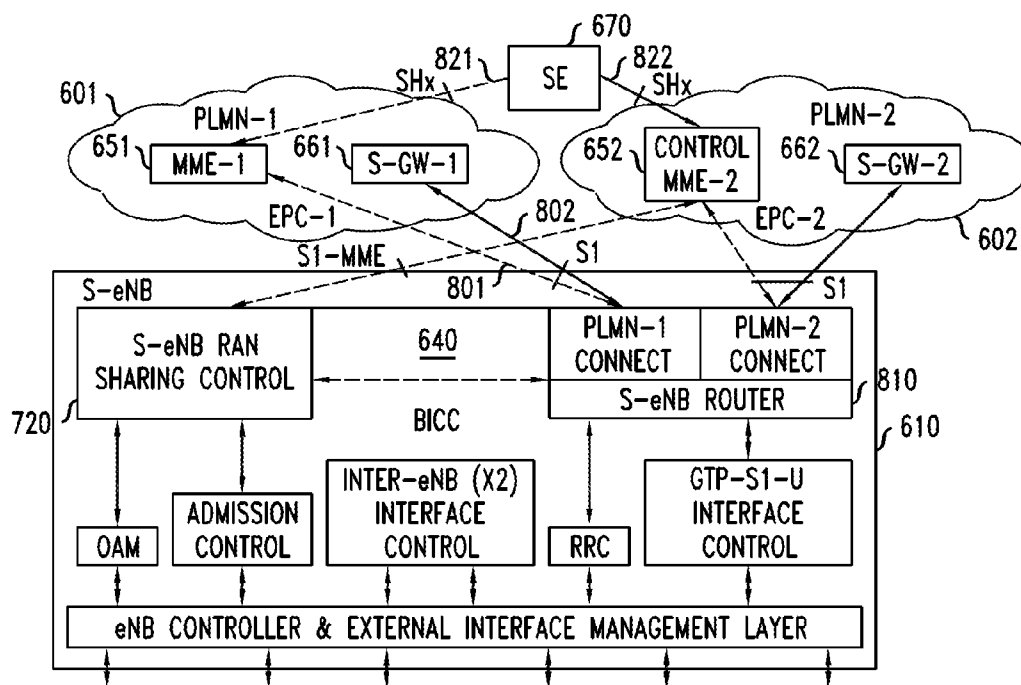 670
821
SE
822
SHx
SHx
601
PLMN-1
PLMN-2
651
MME-1
661
S-GW-1
652
CONTROL
MME-2
662
S-GW-2
EPC-1
802
EPC-2
602
S1-MME
801
S1
S1
S-eNB
S-eNB RAN
SHARING CONTROL
640
PLMN-1
CONNECT
PLMN-2
CONNECT
810
S-eNB ROUTER
720
BICC
610
INTER-eNB (X2)
INTERFACE
CONTROL
GTP-S1-U
INTERFACE
CONTROL
ADMISSION
CONTROL
OAM
RRC
eNB CONTROLLER & EXTERNAL INTERFACE MANAGEMENT LAYER